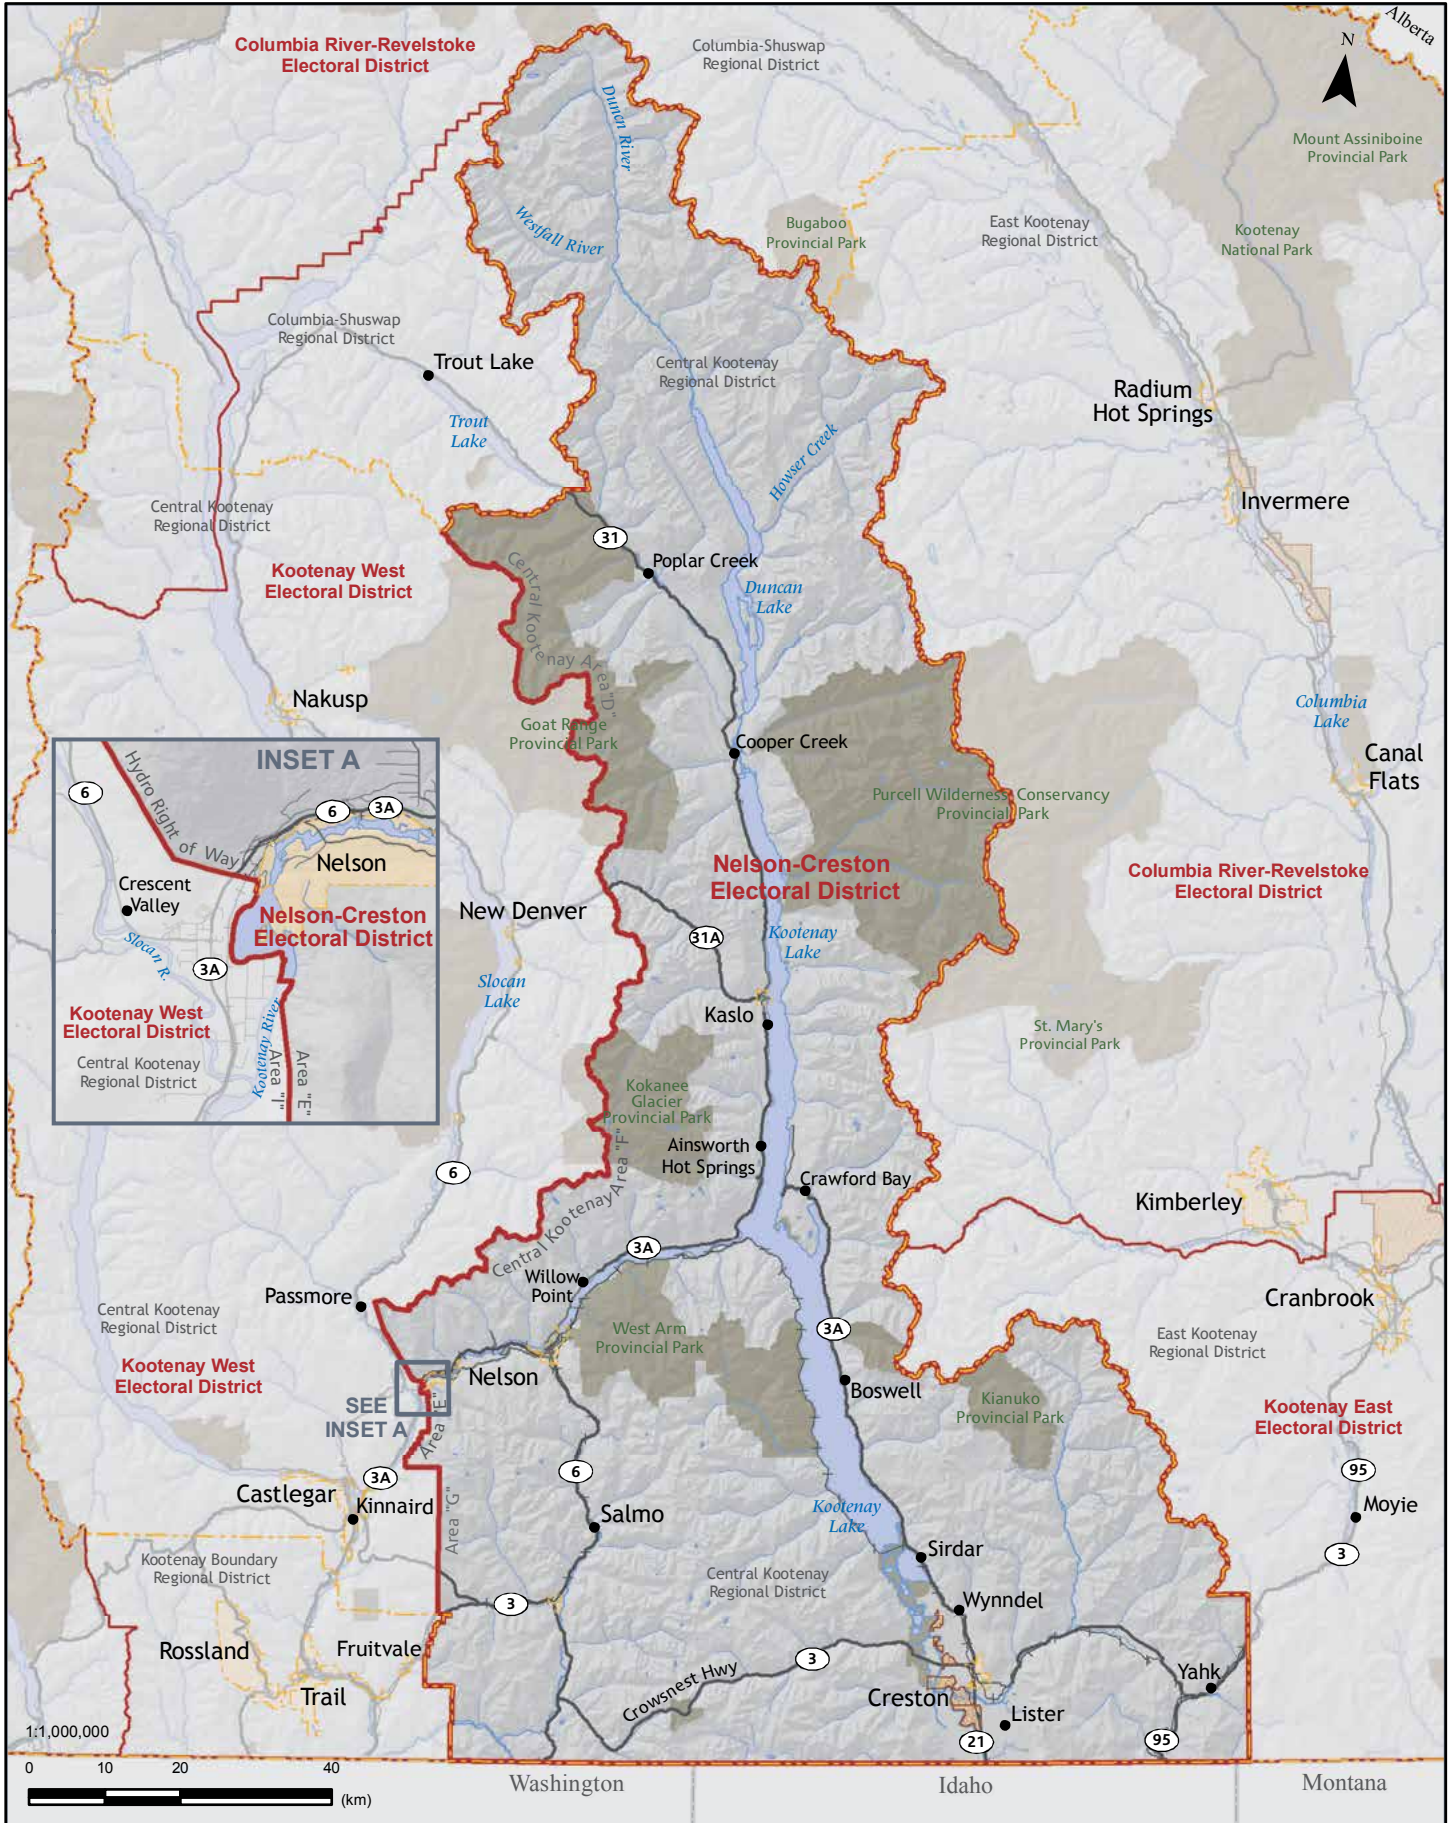 Alberta
Columbia River-Revelstoke
Electoral District
Columbia-Shuswap
Regional District
N
Duncn River
Mount Assiniboine
Provincial Park
Westfall River
Bugaboo
Provincial Park
East Kootenay
Regional District
Kootenay
National Park
Columbia-Shuswap
Regional District
Trout Lake
Central Kootenay
Regional District
Radium
Hot Springs
Trout
Lake
Howser Creek
Invermere
Central Kootenay
Regional District
31
Poplar Creek
Central Kootenay Area "D"
Kootenay West
Electoral District
Duncan
Lake
Nakusp
Goat Range
Provincial Park
Columbia
Lake
Cooper Creek
Canal
Flats
INSET A
Hydro Right of Way
6
6
3A
Nelson
Crescent
Valley
Nelson-Creston
Electoral District
Slocan R.
3A
Kootenay West
Electoral District
Central Kootenay
Regional District
Kootenay River
Area "I"
Area "E"
Purcell Wilderness Conservancy
Provincial Park
Nelson-Creston
Electoral District
Columbia River-Revelstoke
Electoral District
New Denver
31A
Kootenay
Lake
Slocan
Lake
Kaslo
St. Mary's
Provincial Park
Kokanee
Glacier
Provincial Park
Ainsworth
Hot Springs
6
Crawford Bay
Kimberley
Central Kootenay Area "F"
3A
Willow
Point
Passmore
Central Kootenay
Regional District
Cranbrook
West Arm
Provincial Park
3A
East Kootenay
Regional District
Kootenay West
Electoral District
Nelson
Boswell
SEE
INSET A
Area "E"
Kianuko
Provincial Park
Kootenay East
Electoral District
3A
6
95
Castlegar
Kinnaird
Area "G"
Salmo
Kootenay
Lake
Moyie
Sirdar
3
Kootenay Boundary
Regional District
Central Kootenay
Regional District
3
Wynndel
Rossland
Fruitvale
3
Crowsnest Hwy
Yahk
Trail
Creston
Lister
1:1,000,000
21
95
0 10 20 40
(km)
Washington
Idaho
Montana